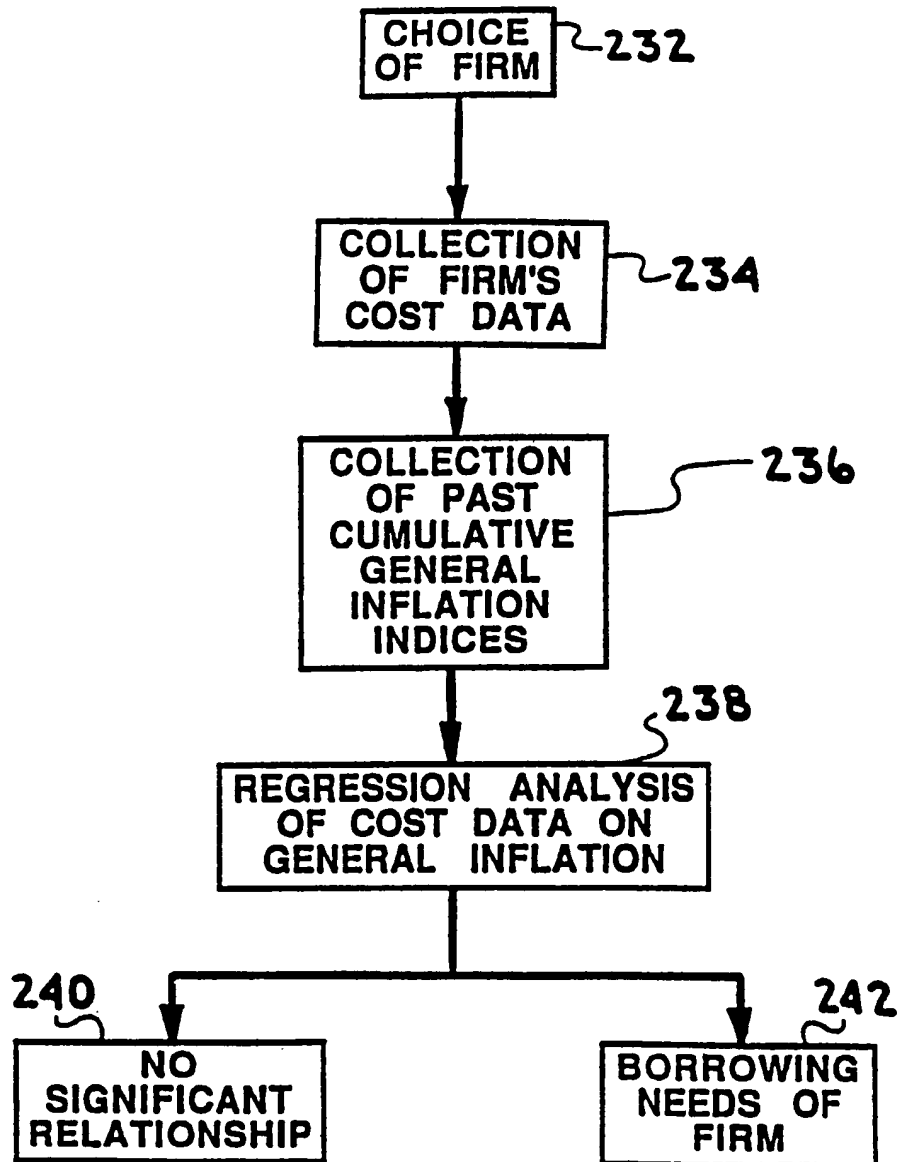 CHOICE
OF FIRM
232
COLLECTION
OF FIRM'S
COST DATA
234
COLLECTION
OF PAST
CUMULATIVE
GENERAL
INFLATION
INDICES
236
238
REGRESSION ANALYSIS
OF COST DATA ON
GENERAL INFLATION
240
NO
SIGNIFICANT
RELATIONSHIP
242
BORROWING
NEEDS OF
FIRM